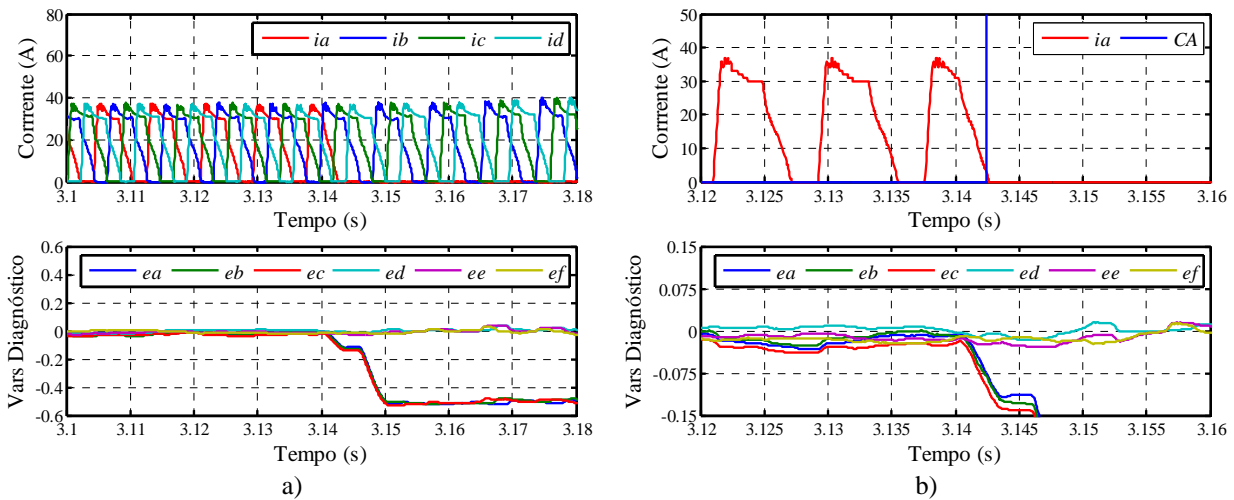 80
60
40
20
0
Corrente (A)
ia ib ic id
3.1 3.11 3.12 3.13 3.14 3.15 3.16 3.17 3.18
Tempo (s)
50
40
30
20
10
0
Corrente (A)
ia CA
3.12 3.125 3.13 3.135 3.14 3.145 3.15 3.155 3.16
Tempo (s)
0.6
0.4
0.2
0
-0.2
-0.4
-0.6
Vars Diagnóstico
ea eb ec ed ee ef
3.1 3.11 3.12 3.13 3.14 3.15 3.16 3.17 3.18
Tempo (s)
a)
0.15
0.075
0
-0.075
-0.15
Vars Diagnóstico
ea eb ec ed ee ef
3.12 3.125 3.13 3.135 3.14 3.145 3.15 3.155 3.16
Tempo (s)
b)